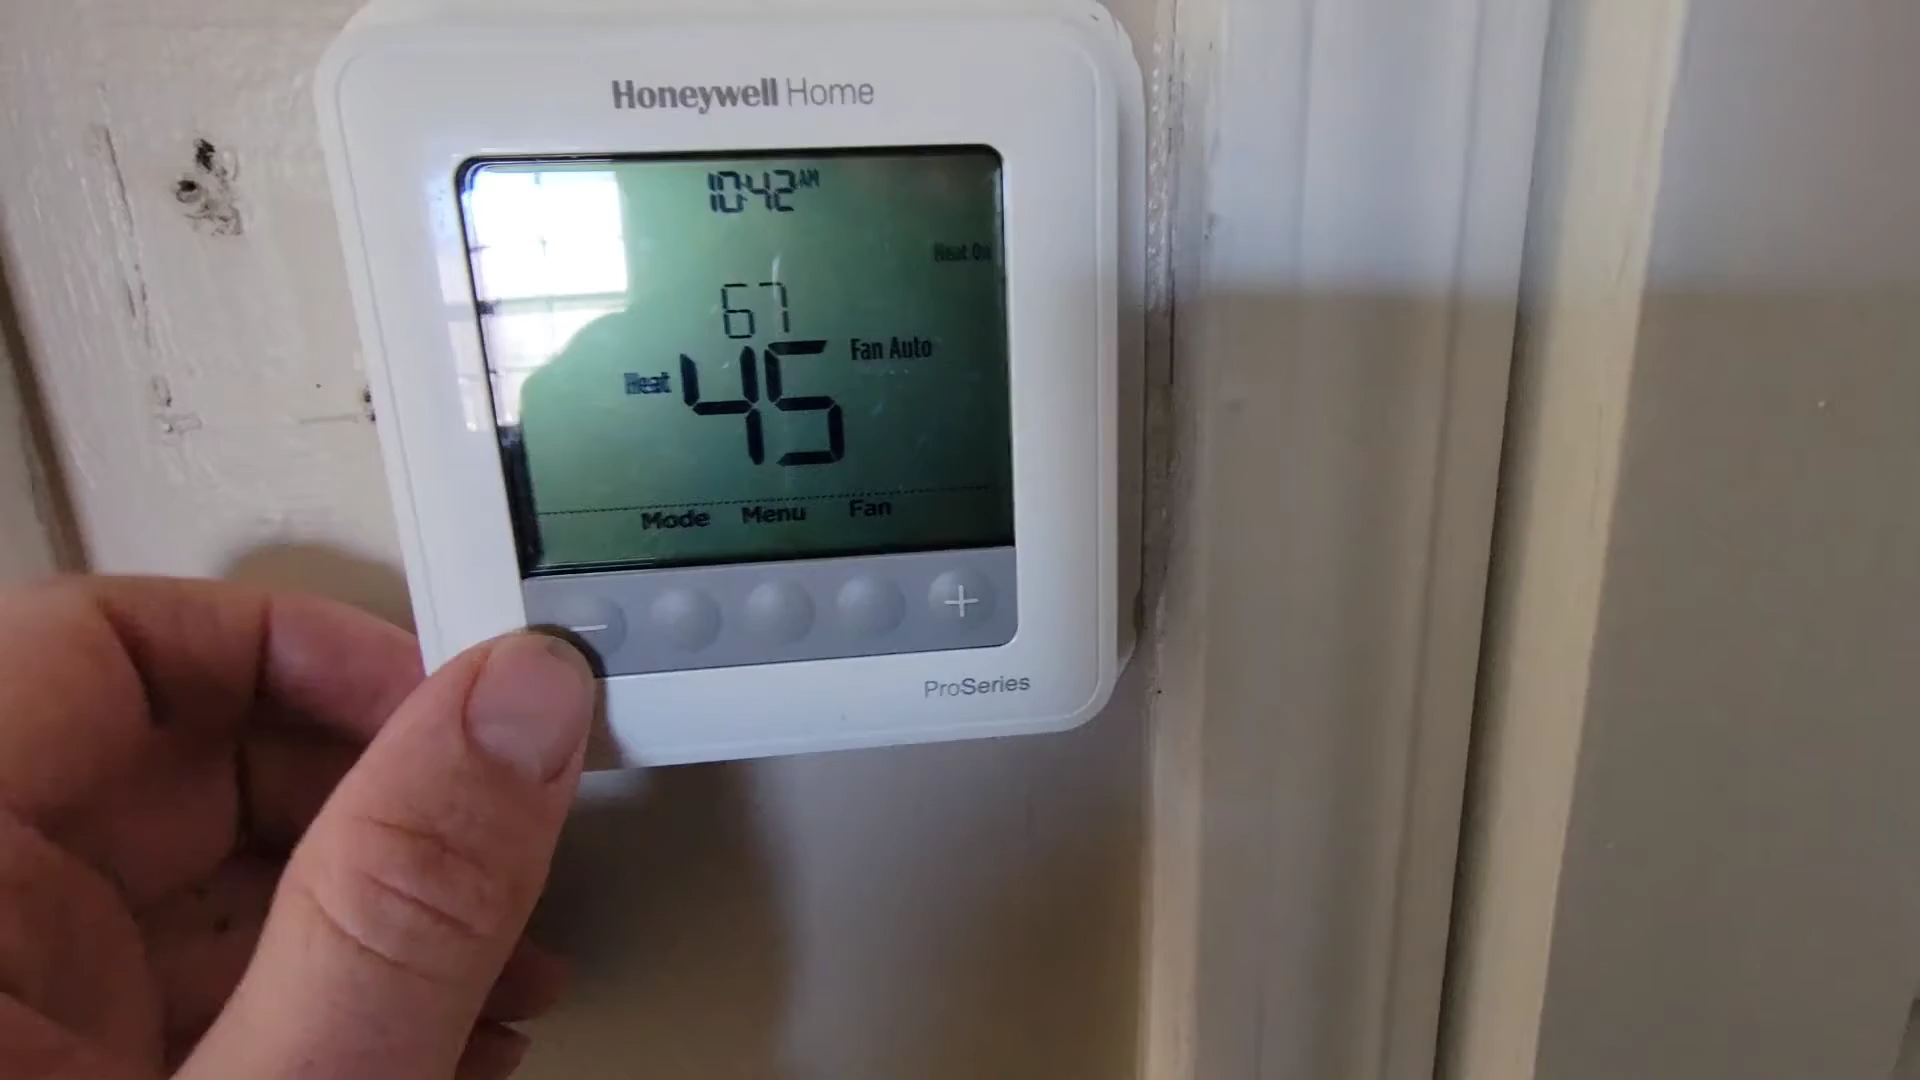 Honeywell Home
10:42 AM
Heat On
67
Heat 45 Fan Auto
Mode Menu Fan
− +
ProSeries